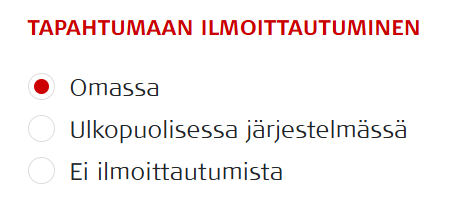 TAPAHTUMAAN ILMOITTAUTUMINEN
Omassa
Ulkopuolisessa järjestelmässä
Ei ilmoittautumista